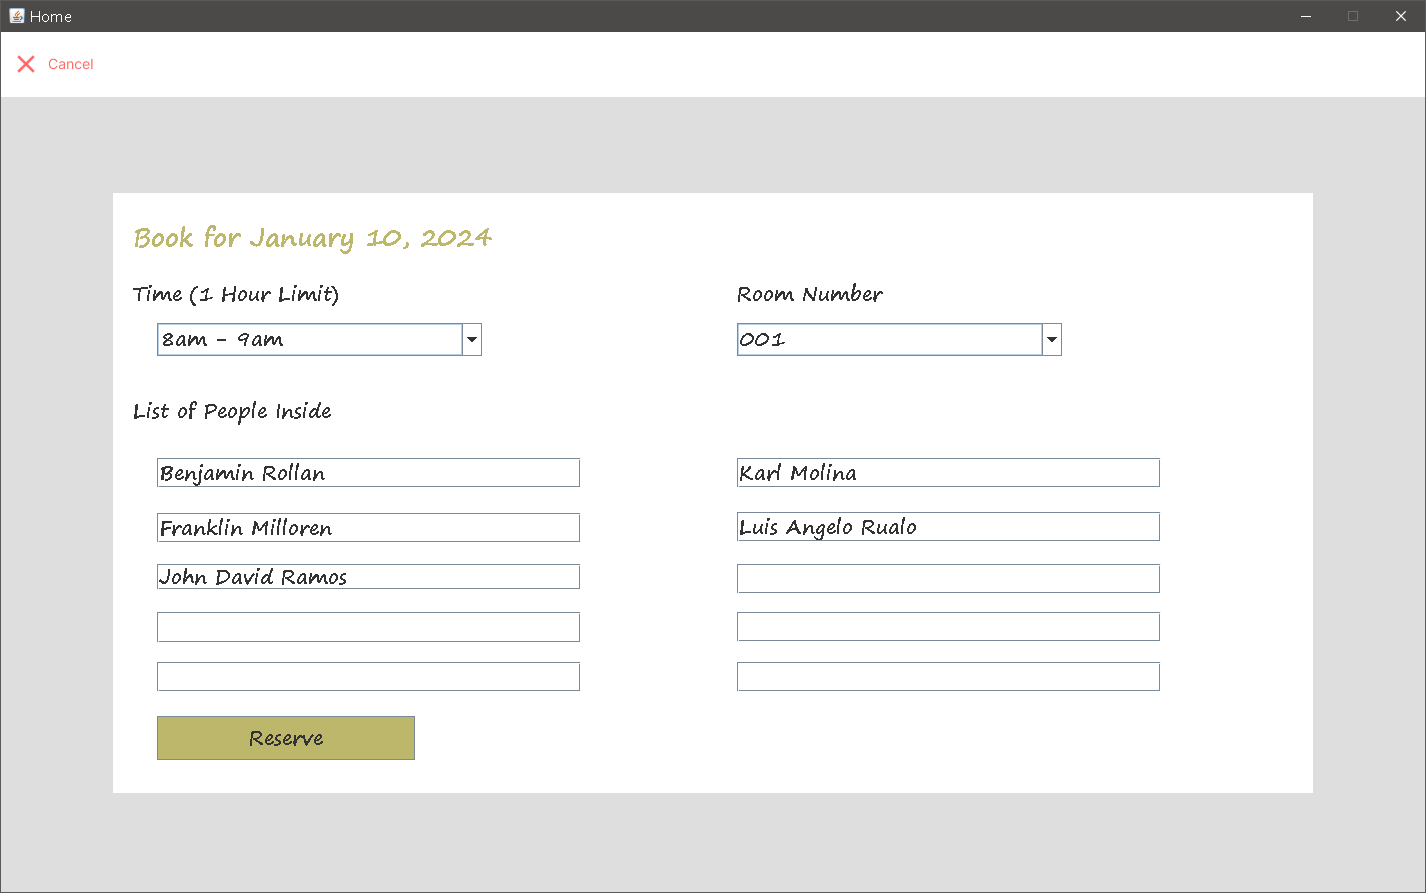 Home
Cancel
Book for January 10, 2024
Time (1 Hour Limit)
Room Number
8am - 9am
001
List of People Inside
Benjamin Rollan
Karl Molina
Franklin Milloren
Luis Angelo Rualo
John David Ramos
Reserve